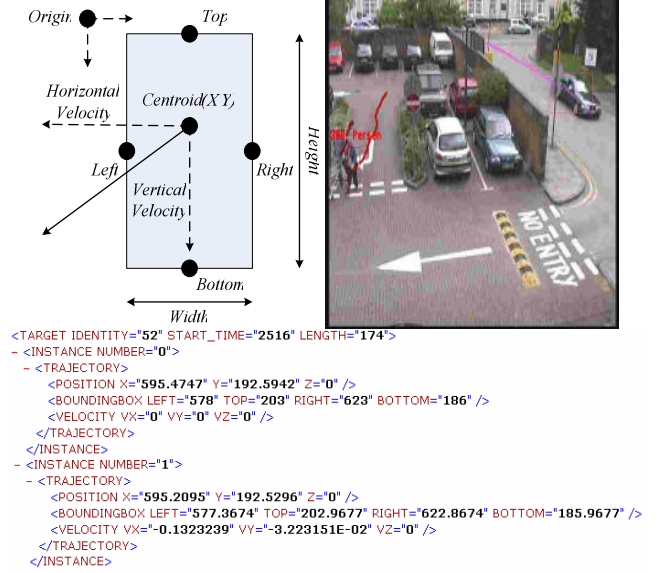 Origin
Top
Horizontal
Velocity
Centroid(XY)
Height
Left
Right
Vertical
Velocity
Bottom
Width
Person
NO ENTRY
<TARGET IDENTITY="52" START_TIME="2516" LENGTH="174">
- <INSTANCE NUMBER="0">
- <TRAJECTORY>
<POSITION X="595.4747" Y="192.5942" Z="0" />
<BOUNDINGBOX LEFT="578" TOP="203" RIGHT="623" BOTTOM="186" />
<VELOCITY VX="0" VY="0" VZ="0" />
</TRAJECTORY>
</INSTANCE>
- <INSTANCE NUMBER="1">
- <TRAJECTORY>
<POSITION X="595.2095" Y="192.5296" Z="0" />
<BOUNDINGBOX LEFT="577.3674" TOP="202.9677" RIGHT="622.8674" BOTTOM="185.9677" />
<VELOCITY VX="-0.1323239" VY="-3.223151E-02" VZ="0" />
</TRAJECTORY>
</INSTANCE>